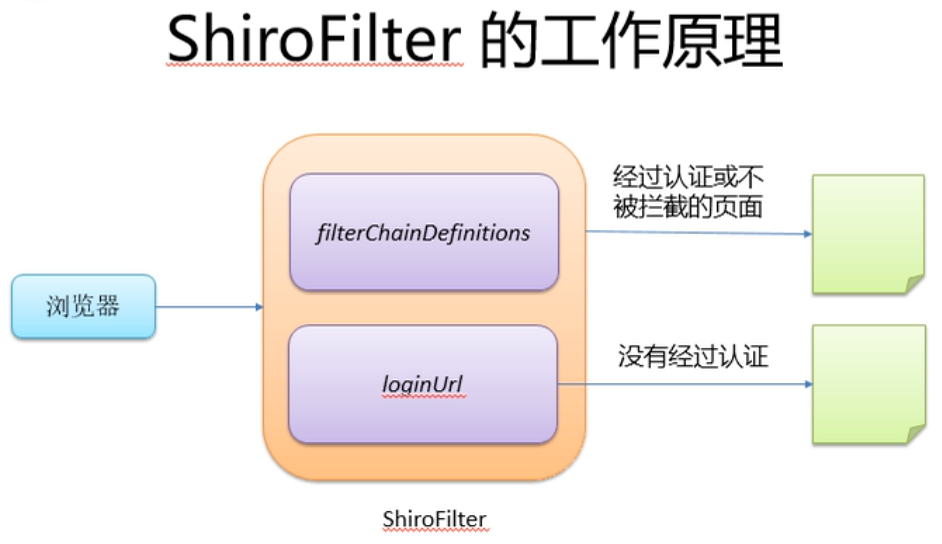 ShiroFilter 的工作原理
经过认证或不
被拦截的页面
filterChainDefinitions
浏览器
没有经过认证
loginUrl
ShiroFilter